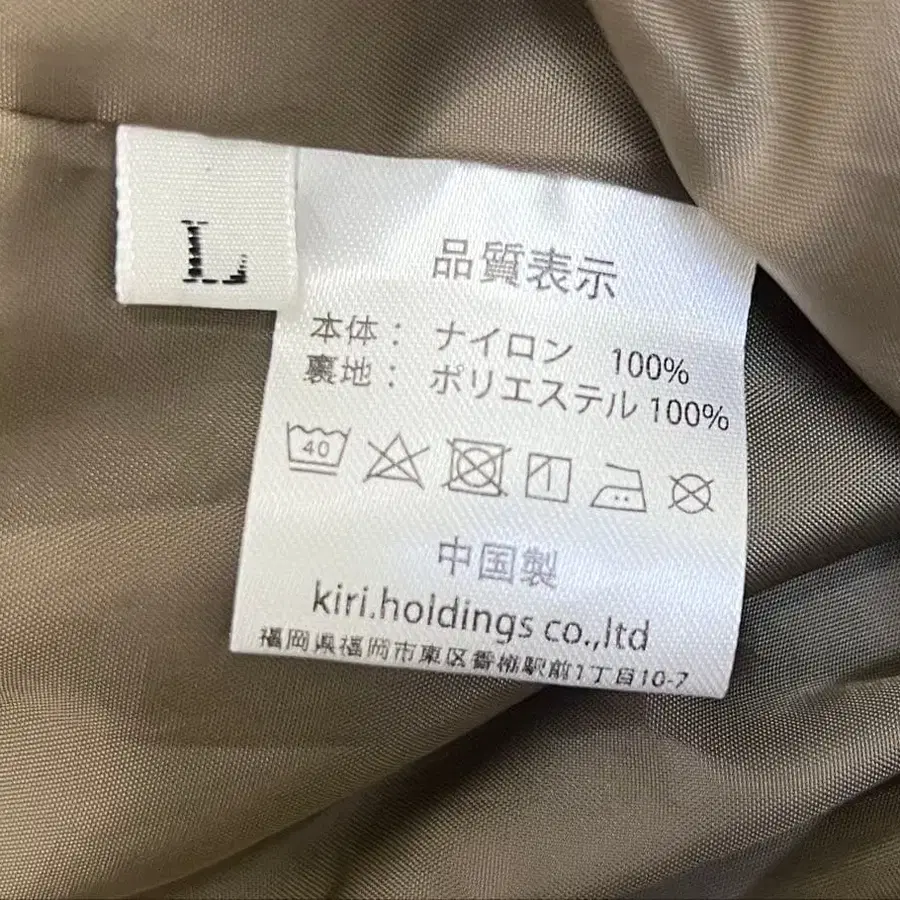 L
品質表示
本体： ナイロン 100%
裏地： ポリエステル 100%
40
中国製
kiri.holdings co.,ltd
福岡県福岡市東区香椎駅前1丁目10-7